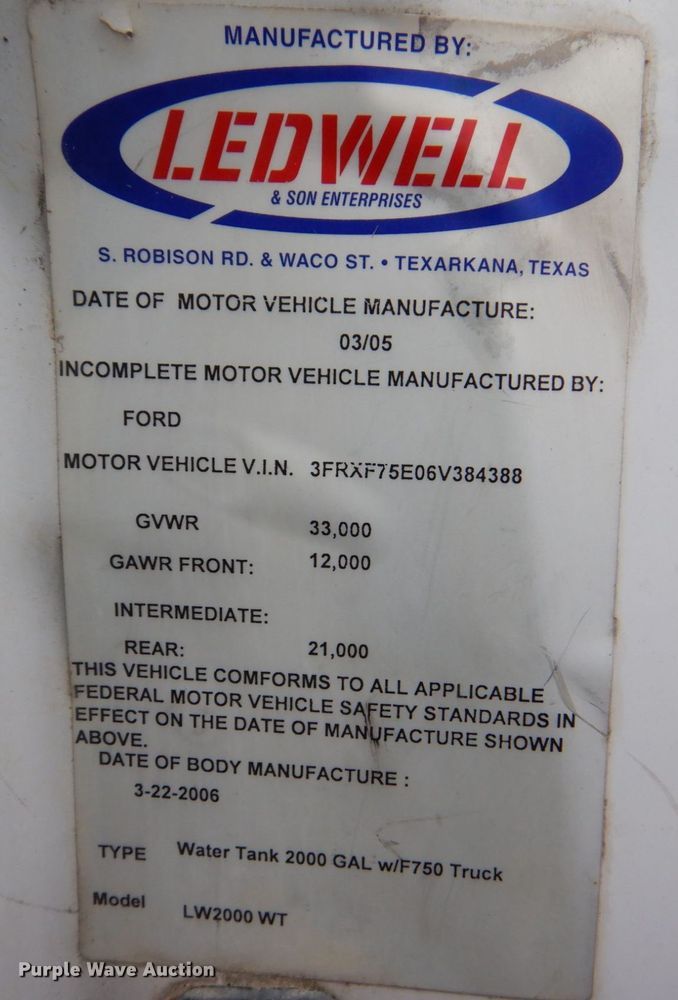 MANUFACTURED BY:
LEDWELL
& SON ENTERPRISES
S. ROBISON RD. & WACO ST. • TEXARKANA, TEXAS
DATE OF MOTOR VEHICLE MANUFACTURE:
03/05
INCOMPLETE MOTOR VEHICLE MANUFACTURED BY:
FORD
MOTOR VEHICLE V.I.N. 3FRXF75E06V384388
GVWR 33,000
GAWR FRONT: 12,000
INTERMEDIATE:
REAR: 21,000
THIS VEHICLE COMFORMS TO ALL APPLICABLE
FEDERAL MOTOR VEHICLE SAFETY STANDARDS IN
EFFECT ON THE DATE OF MANUFACTURE SHOWN
ABOVE.
DATE OF BODY MANUFACTURE :
3-22-2006
TYPE Water Tank 2000 GAL w/F750 Truck
Model LW2000 WT
Purple Wave Auction